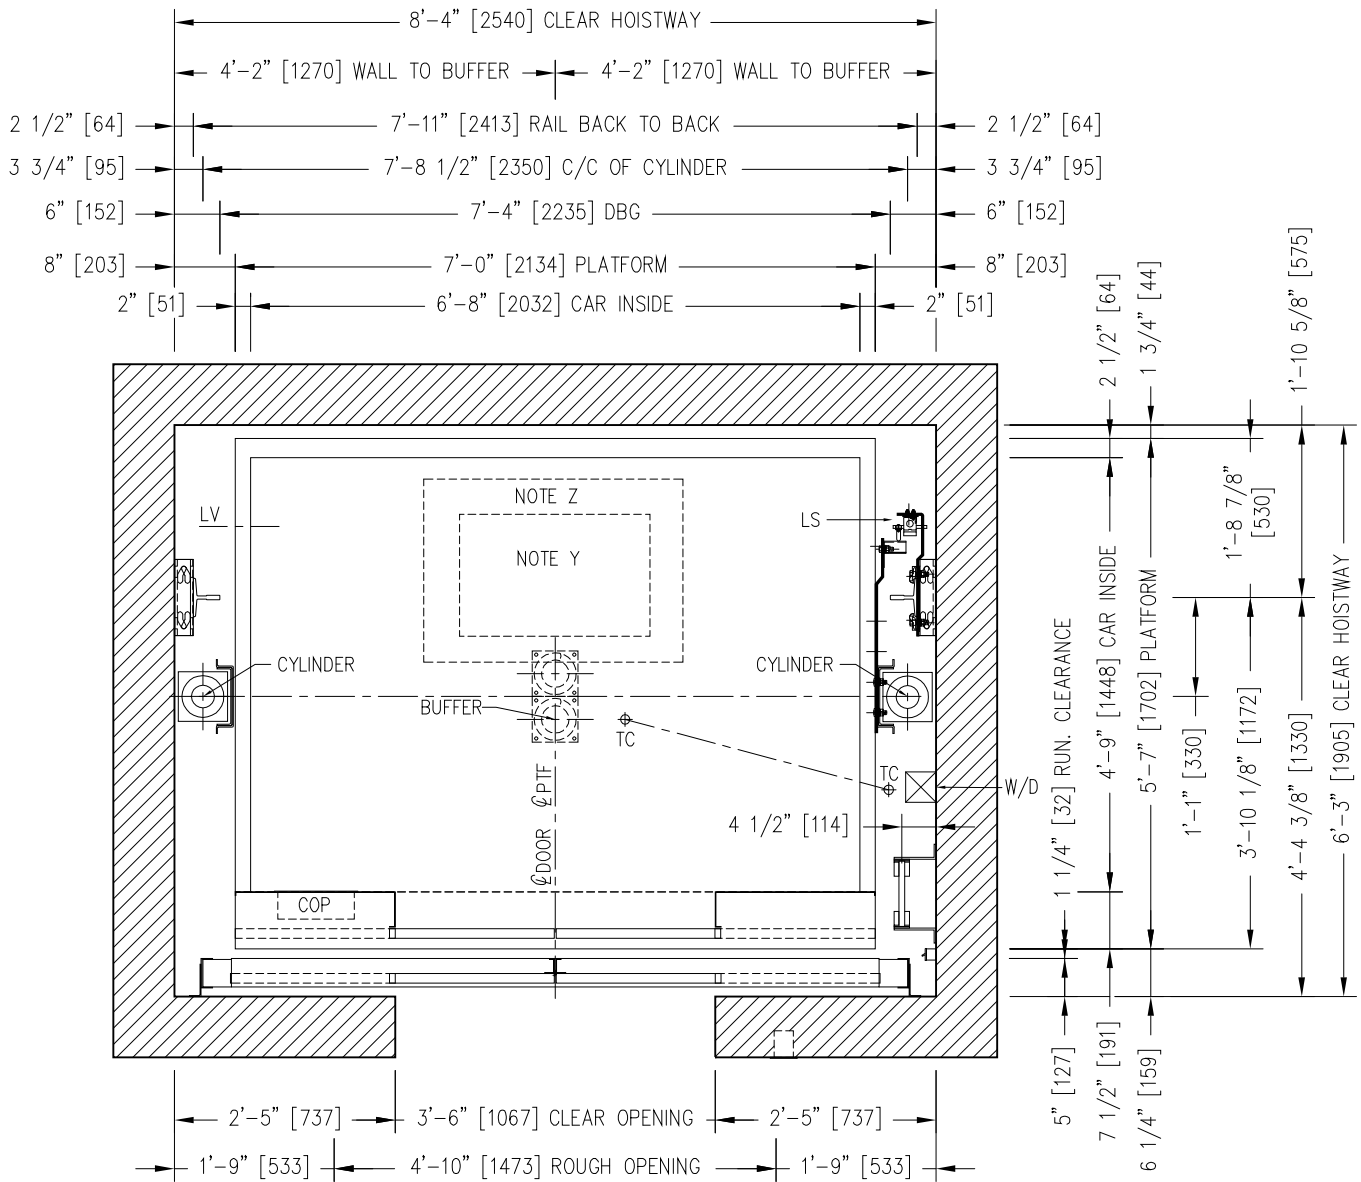 8'-4" [2540] CLEAR HOISTWAY
4'-2" [1270] WALL TO BUFFER
4'-2" [1270] WALL TO BUFFER
2 1/2" [64]
7'-11" [2413] RAIL BACK TO BACK
2 1/2" [64]
3 3/4" [95]
7'-8 1/2" [2350] C/C OF CYLINDER
3 3/4" [95]
6" [152]
7'-4" [2235] DBG
6" [152]
8" [203]
7'-0" [2134] PLATFORM
8" [203]
2" [51]
6'-8" [2032] CAR INSIDE
2" [51]
2 1/2" [64]
1 3/4" [44]
1'-10 5/8" [575]
NOTE Z
LV
LS
NOTE Y
1'-8 7/8"
[530]
CYLINDER
CYLINDER
BUFFER
TC
TC
W/D
℄ DOOR ℄ PTF
4 1/2" [114]
COP
1 1/4" [32] RUN. CLEARANCE
4'-9" [1448] CAR INSIDE
5'-7" [1702] PLATFORM
1'-1" [330]
3'-10 1/8" [1172]
4'-4 3/8" [1330]
6'-3" [1905] CLEAR HOISTWAY
5" [127]
7 1/2" [191]
6 1/4" [159]
2'-5" [737]
3'-6" [1067] CLEAR OPENING
2'-5" [737]
1'-9" [533]
4'-10" [1473] ROUGH OPENING
1'-9" [533]